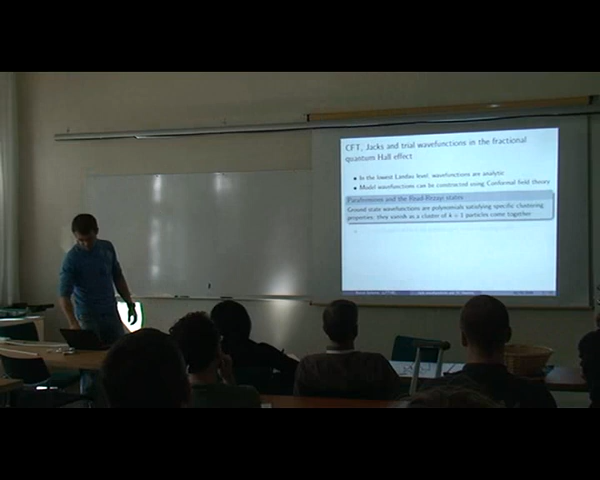 CFT, Jacks and trial wavefunctions in the fractional
quantum Hall effect
In the lowest Landau level, wavefunctions are analytic
Model wavefunctions can be constructed using Conformal field theory
Parafermions and the Read-Rezayi states
Ground state wavefunctions are polynomials satisfying specific clustering
properties: they vanish as a cluster of k + 1 particles come together